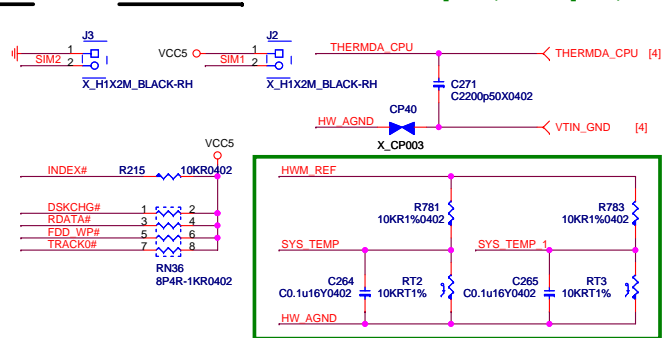 J3
1
SIM2 2
X_H1X2M_BLACK-RH
J2
VCC5
1
SIM1 2
X_H1X2M_BLACK-RH
THERMDA_CPU
THERMDA_CPU [4]
C271
C2200p50X0402
CP40
HW_AGND
VTIN_GND [4]
X_CP003
VCC5
INDEX# R215 10KR0402
DSKCHG# 1 2
RDATA# 3 4
FDD_WP# 5 6
TRACK0# 7 8
RN36
8P4R-1KR0402
HWM_REF
R781
10KR1%0402
R783
10KR1%0402
SYS_TEMP
SYS_TEMP_1
C264
C0.1u16Y0402
RT2
10KRT1%
C265
C0.1u16Y0402
RT3
10KRT1%
HW_AGND